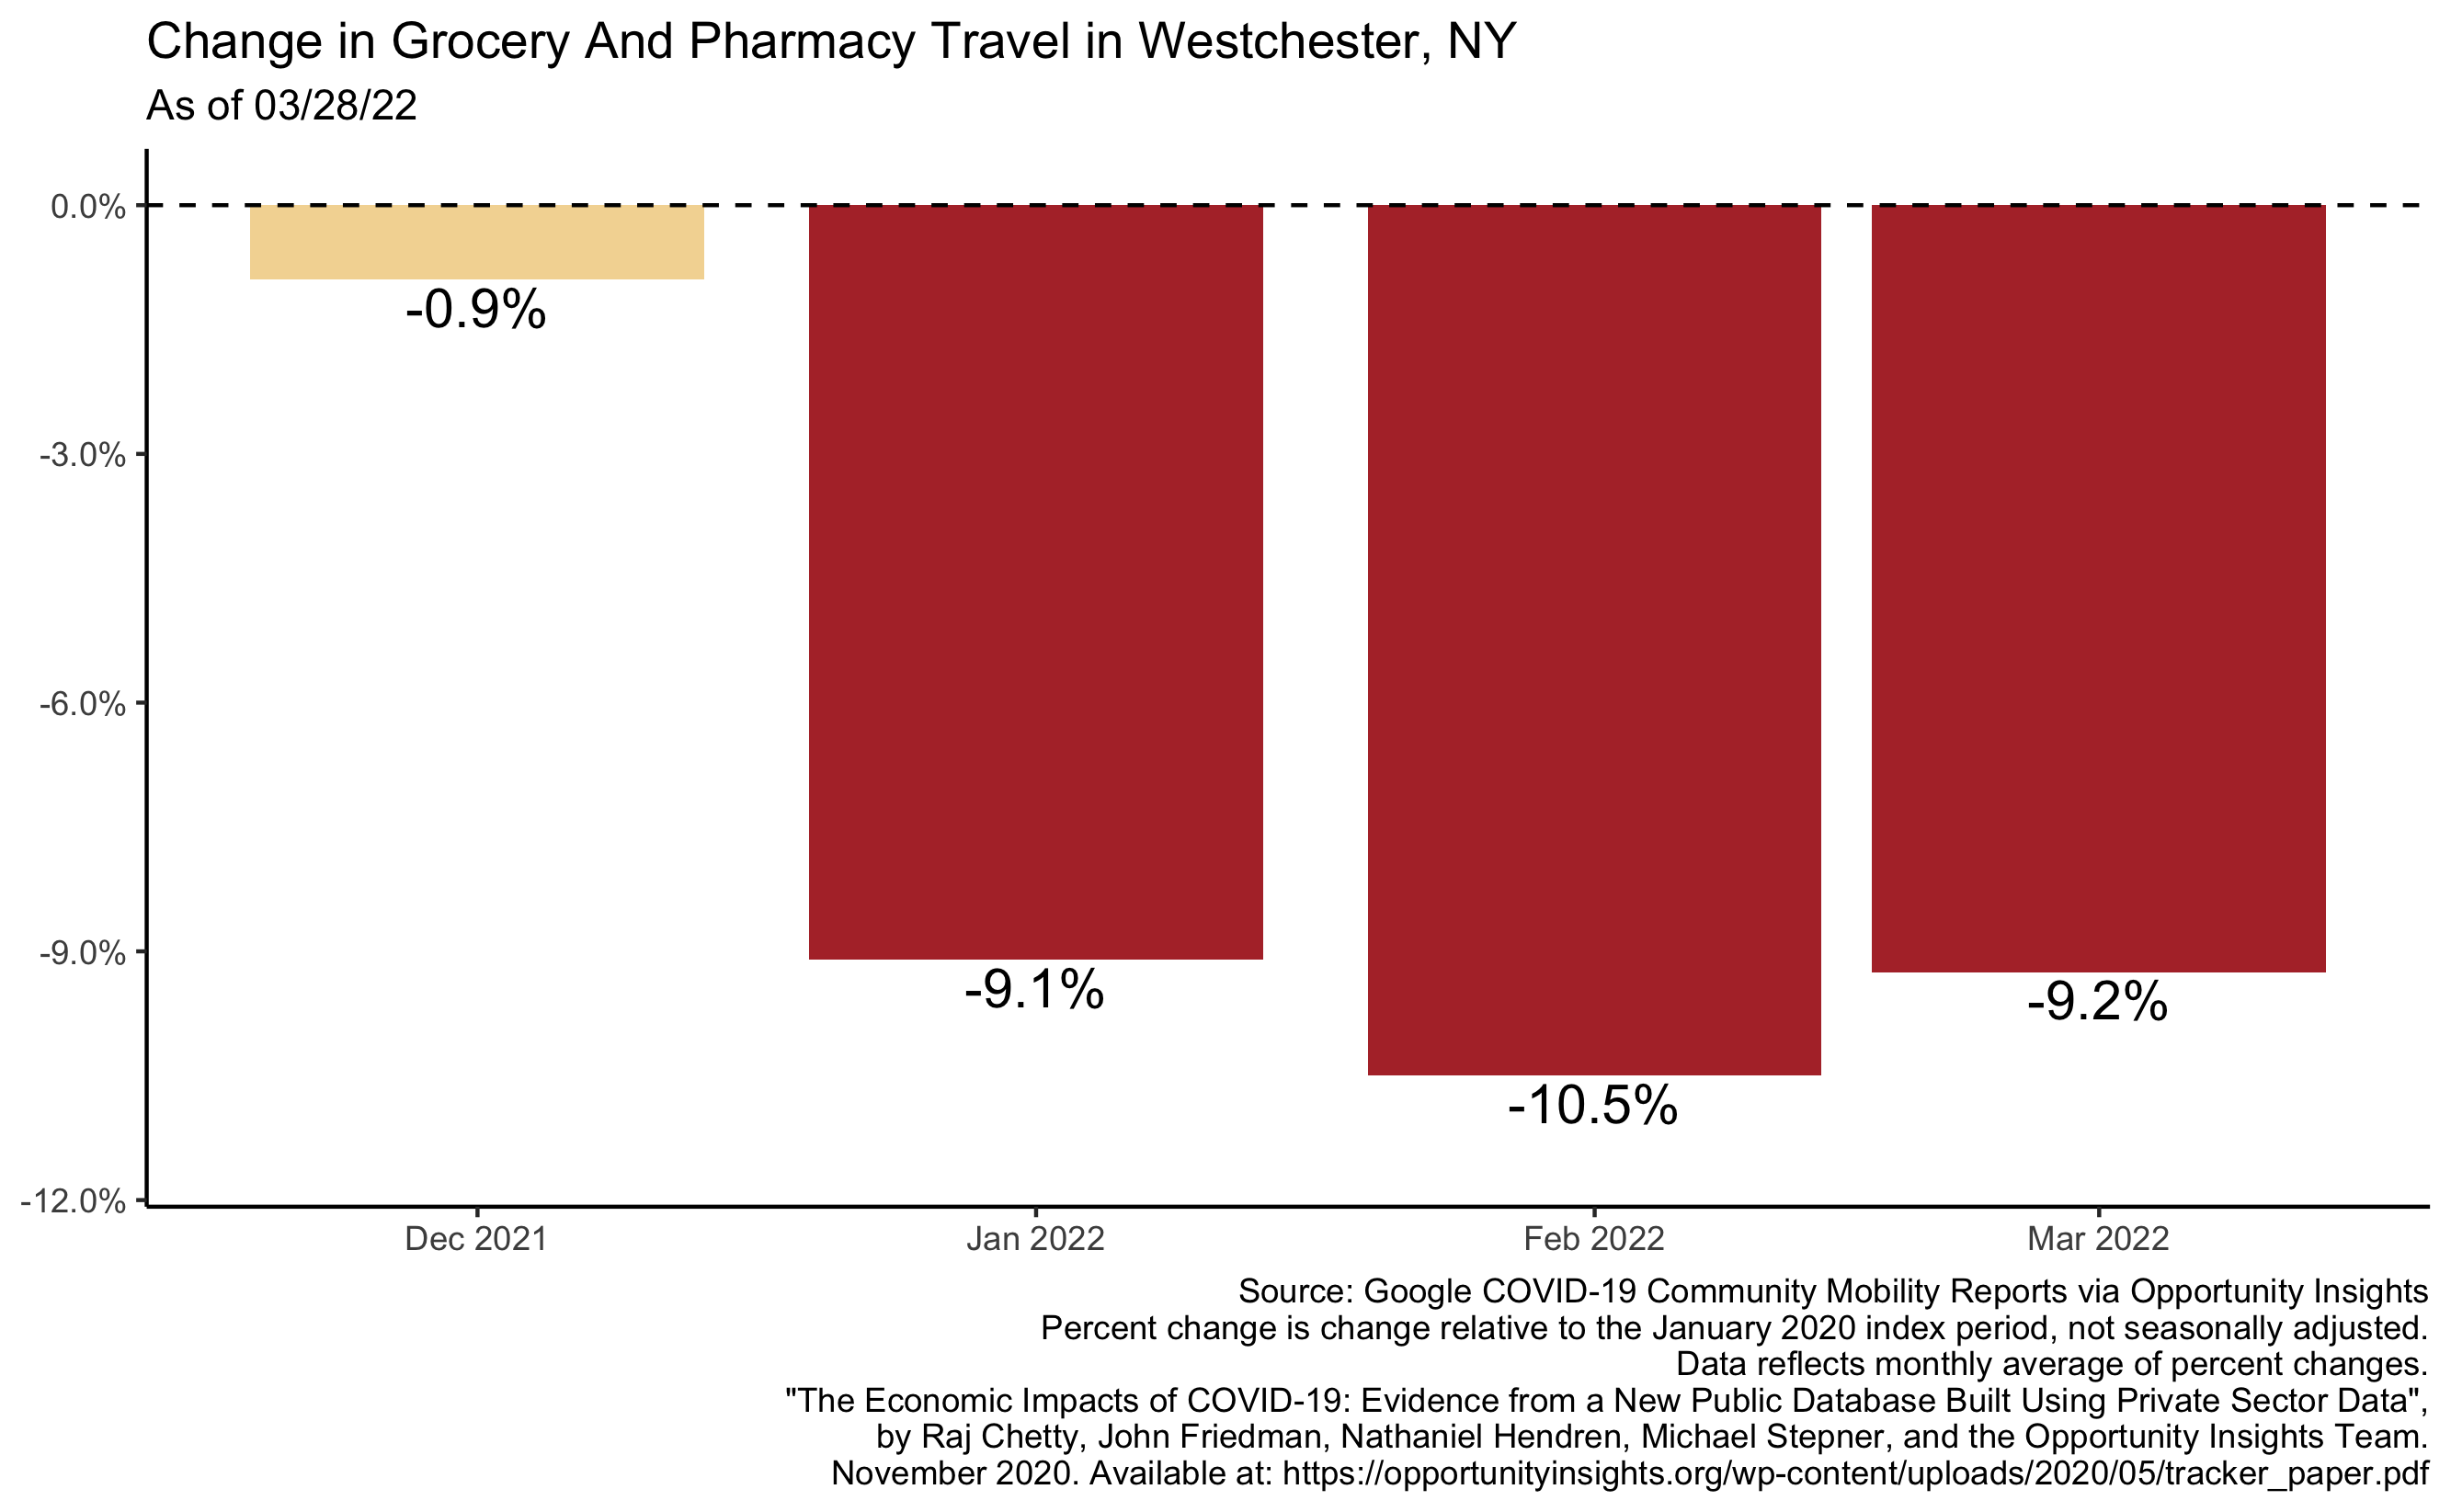 Change in Grocery And Pharmacy Travel in Westchester, NY
As of 03/28/22
0.0%
-3.0%
-6.0%
-9.0%
-12.0%
-0.9%
-9.1%
-10.5%
-9.2%
Dec 2021
Jan 2022
Feb 2022
Mar 2022
Source: Google COVID-19 Community Mobility Reports via Opportunity Insights
Percent change is change relative to the January 2020 index period, not seasonally adjusted.
Data reflects monthly average of percent changes.
"The Economic Impacts of COVID-19: Evidence from a New Public Database Built Using Private Sector Data",
by Raj Chetty, John Friedman, Nathaniel Hendren, Michael Stepner, and the Opportunity Insights Team.
November 2020. Available at: https://opportunityinsights.org/wp-content/uploads/2020/05/tracker_paper.pdf